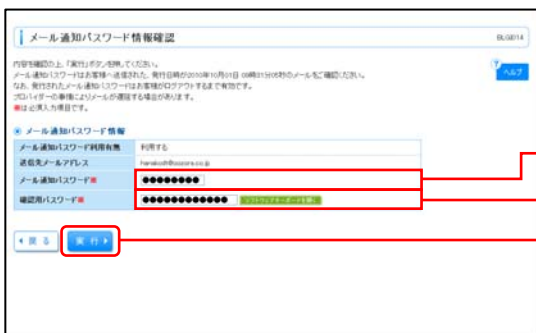 メール通知パスワード情報確認
BLGI014
内容を確認の上、「実行」ボタンを押してください。
メール通知パスワードはお客様へ送信された、発行日時が2010年10月01日 09時31分05秒のメールをご確認ください。
なお、発行されたメール通知パスワードはお客様がログアウトするまで有効です。
プロバイダーの事情によりメールが遅延する場合があります。
※は必須入力項目です。
ヘルプ
メール通知パスワード情報
メール通知パスワード利用有無 利用する
送信先メールアドレス
メール通知パスワード※ ●●●●●●●●
確認用パスワード※ ●●●●●●●●●●●● ソフトウェアキーボードを開く
戻る 実行